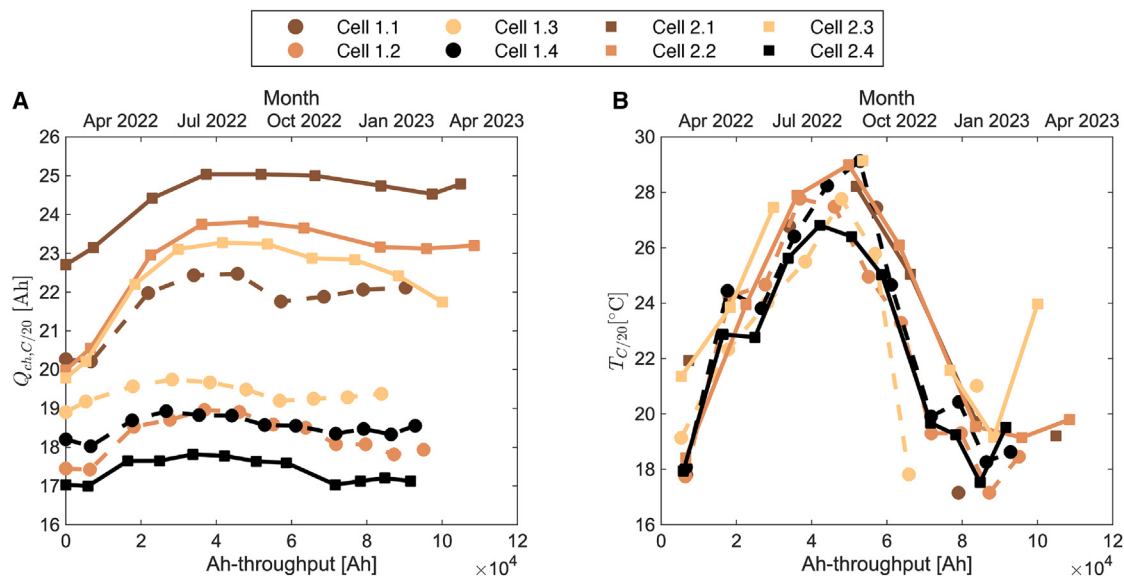 Cell 1.1 Cell 1.3 Cell 2.1 Cell 2.3
Cell 1.2 Cell 1.4 Cell 2.2 Cell 2.4
A
Month
Apr 2022 Jul 2022 Oct 2022 Jan 2023 Apr 2023
26
25
24
23
22
21
20
19
18
17
16
Q_{ch,C/20} [Ah]
0 2 4 6 8 10 12
Ah-throughput [Ah]
×10^4
B
Month
Apr 2022 Jul 2022 Oct 2022 Jan 2023 Apr 2023
30
28
26
24
22
20
18
16
T_{C/20}[°C]
0 2 4 6 8 10 12
Ah-throughput [Ah]
×10^4